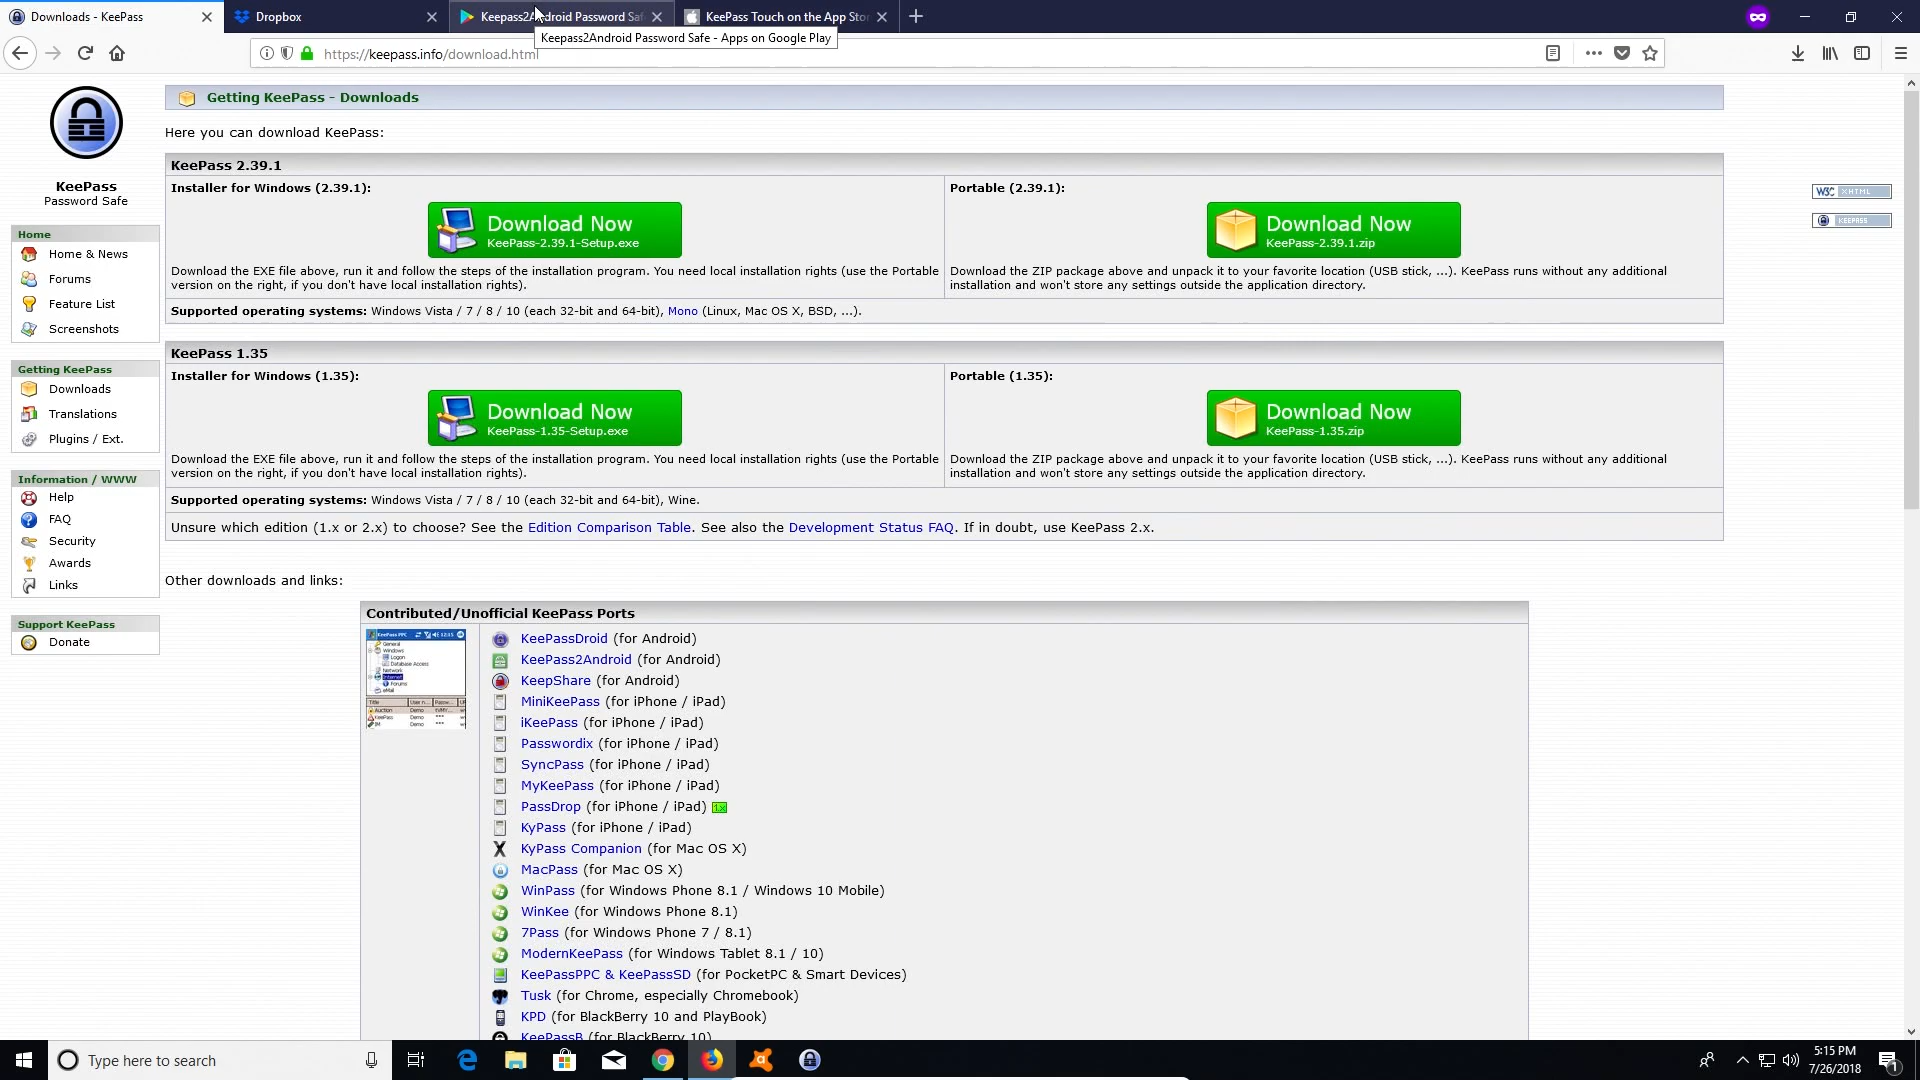 Downloads - KeePass
Dropbox
Keepass2Android Password Saf
KeePass Touch on the App Stor
Keepass2Android Password Safe - Apps on Google Play
https://keepass.info/download.html
Getting KeePass - Downloads
Here you can download KeePass:
KeePass
Password Safe
KeePass 2.39.1
Installer for Windows (2.39.1):
Portable (2.39.1):
W3C XHTML
KEEPASS
Download Now
KeePass-2.39.1-Setup.exe
Download Now
KeePass-2.39.1.zip
Download the EXE file above, run it and follow the steps of the installation program. You need local installation rights (use the Portable
version on the right, if you don't have local installation rights).
Download the ZIP package above and unpack it to your favorite location (USB stick, ...). KeePass runs without any additional
installation and won't store any settings outside the application directory.
Supported operating systems: Windows Vista / 7 / 8 / 10 (each 32-bit and 64-bit), Mono (Linux, Mac OS X, BSD, ...).
Home
Home & News
Forums
Feature List
Screenshots
Getting KeePass
Downloads
Translations
Plugins / Ext.
Information / WWW
Help
FAQ
Security
Awards
Links
Support KeePass
Donate
KeePass 1.35
Installer for Windows (1.35):
Portable (1.35):
Download Now
KeePass-1.35-Setup.exe
Download Now
KeePass-1.35.zip
Download the EXE file above, run it and follow the steps of the installation program. You need local installation rights (use the Portable
version on the right, if you don't have local installation rights).
Download the ZIP package above and unpack it to your favorite location (USB stick, ...). KeePass runs without any additional
installation and won't store any settings outside the application directory.
Supported operating systems: Windows Vista / 7 / 8 / 10 (each 32-bit and 64-bit), Wine.
Unsure which edition (1.x or 2.x) to choose? See the Edition Comparison Table. See also the Development Status FAQ. If in doubt, use KeePass 2.x.
Other downloads and links:
Contributed/Unofficial KeePass Ports
KeePassDroid (for Android)
KeePass2Android (for Android)
KeepShare (for Android)
MiniKeePass (for iPhone / iPad)
iKeePass (for iPhone / iPad)
Passwordix (for iPhone / iPad)
SyncPass (for iPhone / iPad)
MyKeePass (for iPhone / iPad)
PassDrop (for iPhone / iPad) 1.x
KyPass (for iPhone / iPad)
KyPass Companion (for Mac OS X)
MacPass (for Mac OS X)
WinPass (for Windows Phone 8.1 / Windows 10 Mobile)
WinKee (for Windows Phone 8.1)
7Pass (for Windows Phone 7 / 8.1)
ModernKeePass (for Windows Tablet 8.1 / 10)
KeePassPPC & KeePassSD (for PocketPC & Smart Devices)
Tusk (for Chrome, especially Chromebook)
KPD (for BlackBerry 10 and PlayBook)
KeePassB (for BlackBerry 10)
Type here to search
5:15 PM
7/26/2018
1